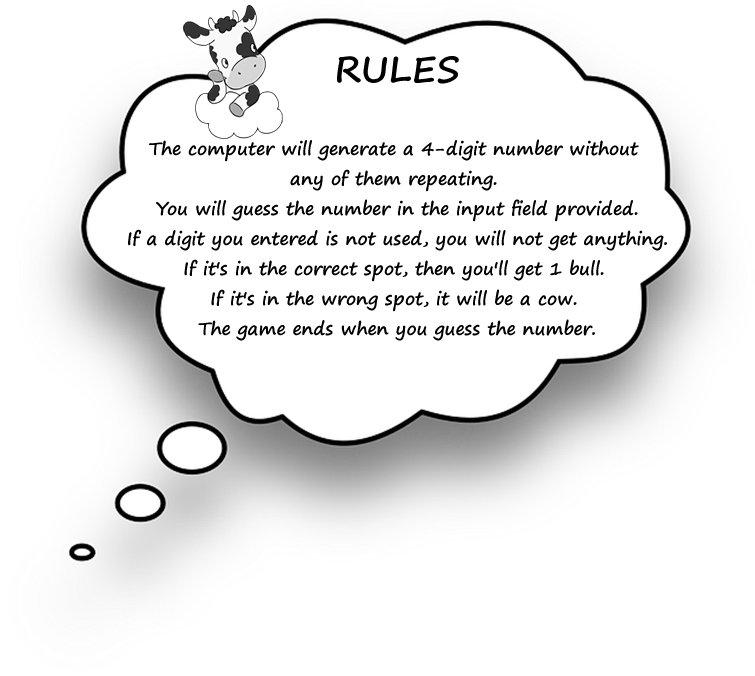 RULES
The computer will generate a 4-digit number without
any of them repeating.
You will guess the number in the input field provided.
If a digit you entered is not used, you will not get anything.
If it's in the correct spot, then you'll get 1 bull.
If it's in the wrong spot, it will be a cow.
The game ends when you guess the number.